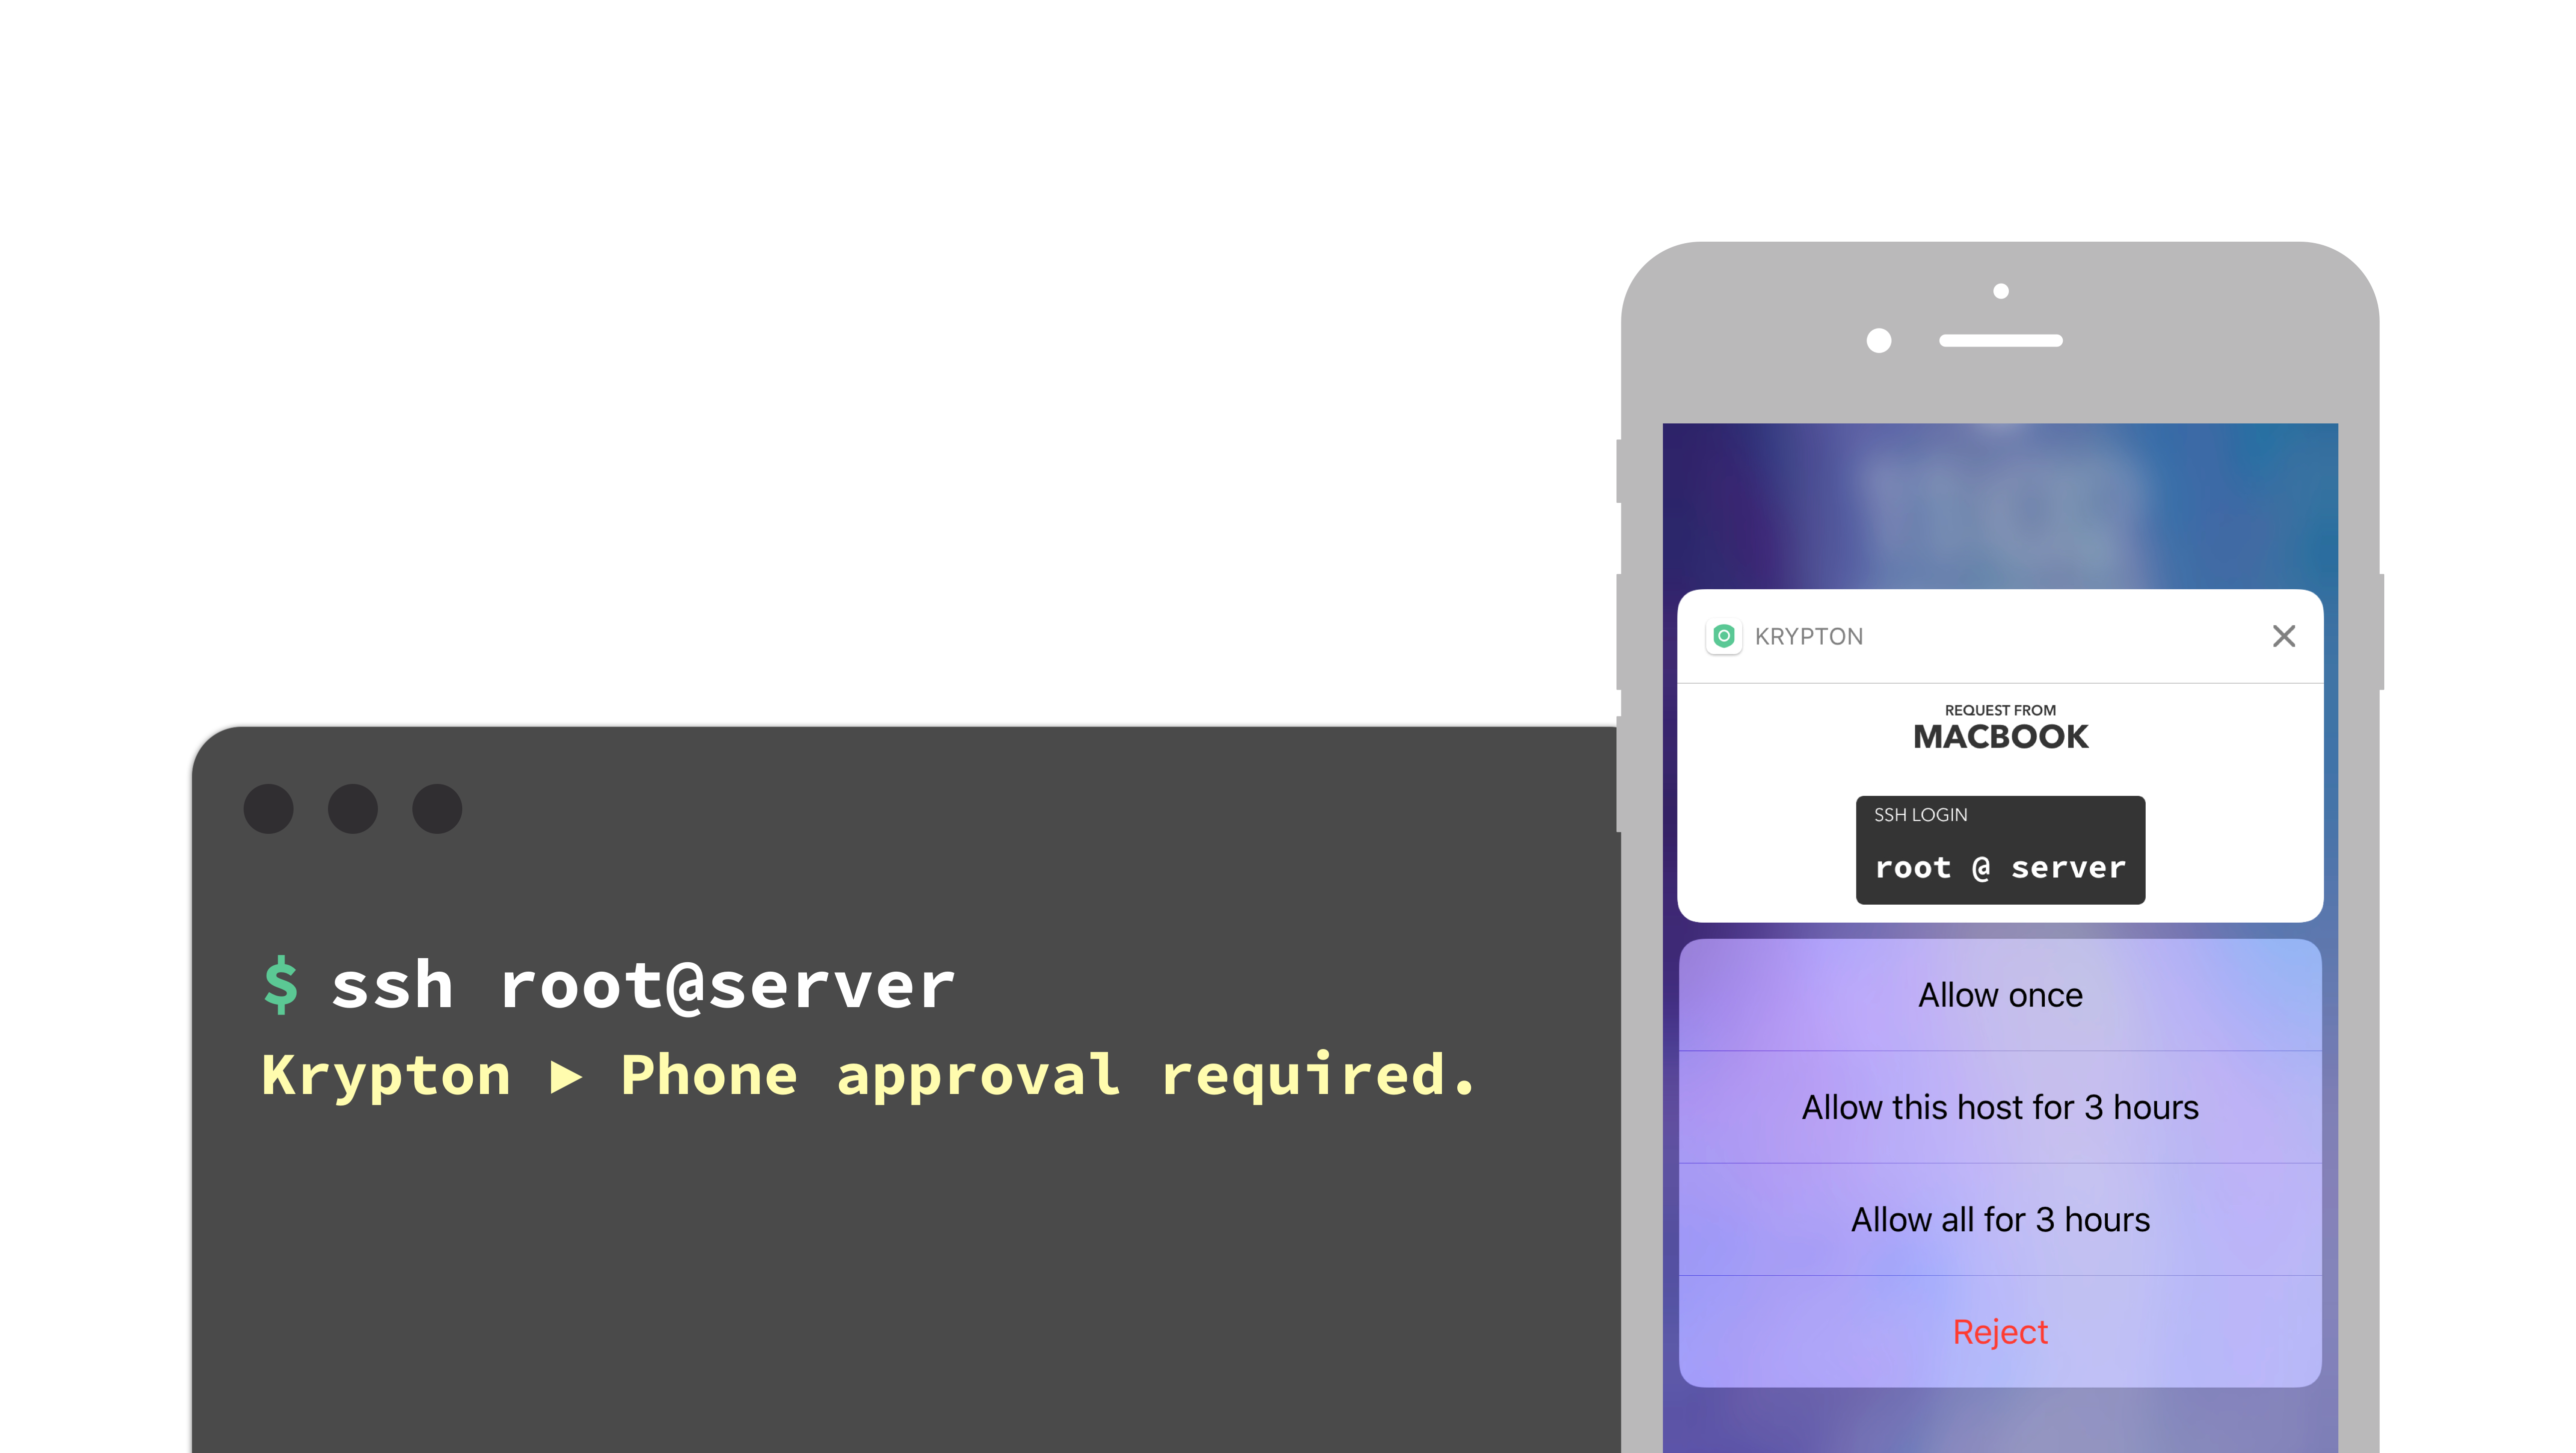 $ ssh root@server
Krypton ▶ Phone approval required.
KRYPTON
REQUEST FROM
MACBOOK
SSH LOGIN
root @ server
Allow once
Allow this host for 3 hours
Allow all for 3 hours
Reject